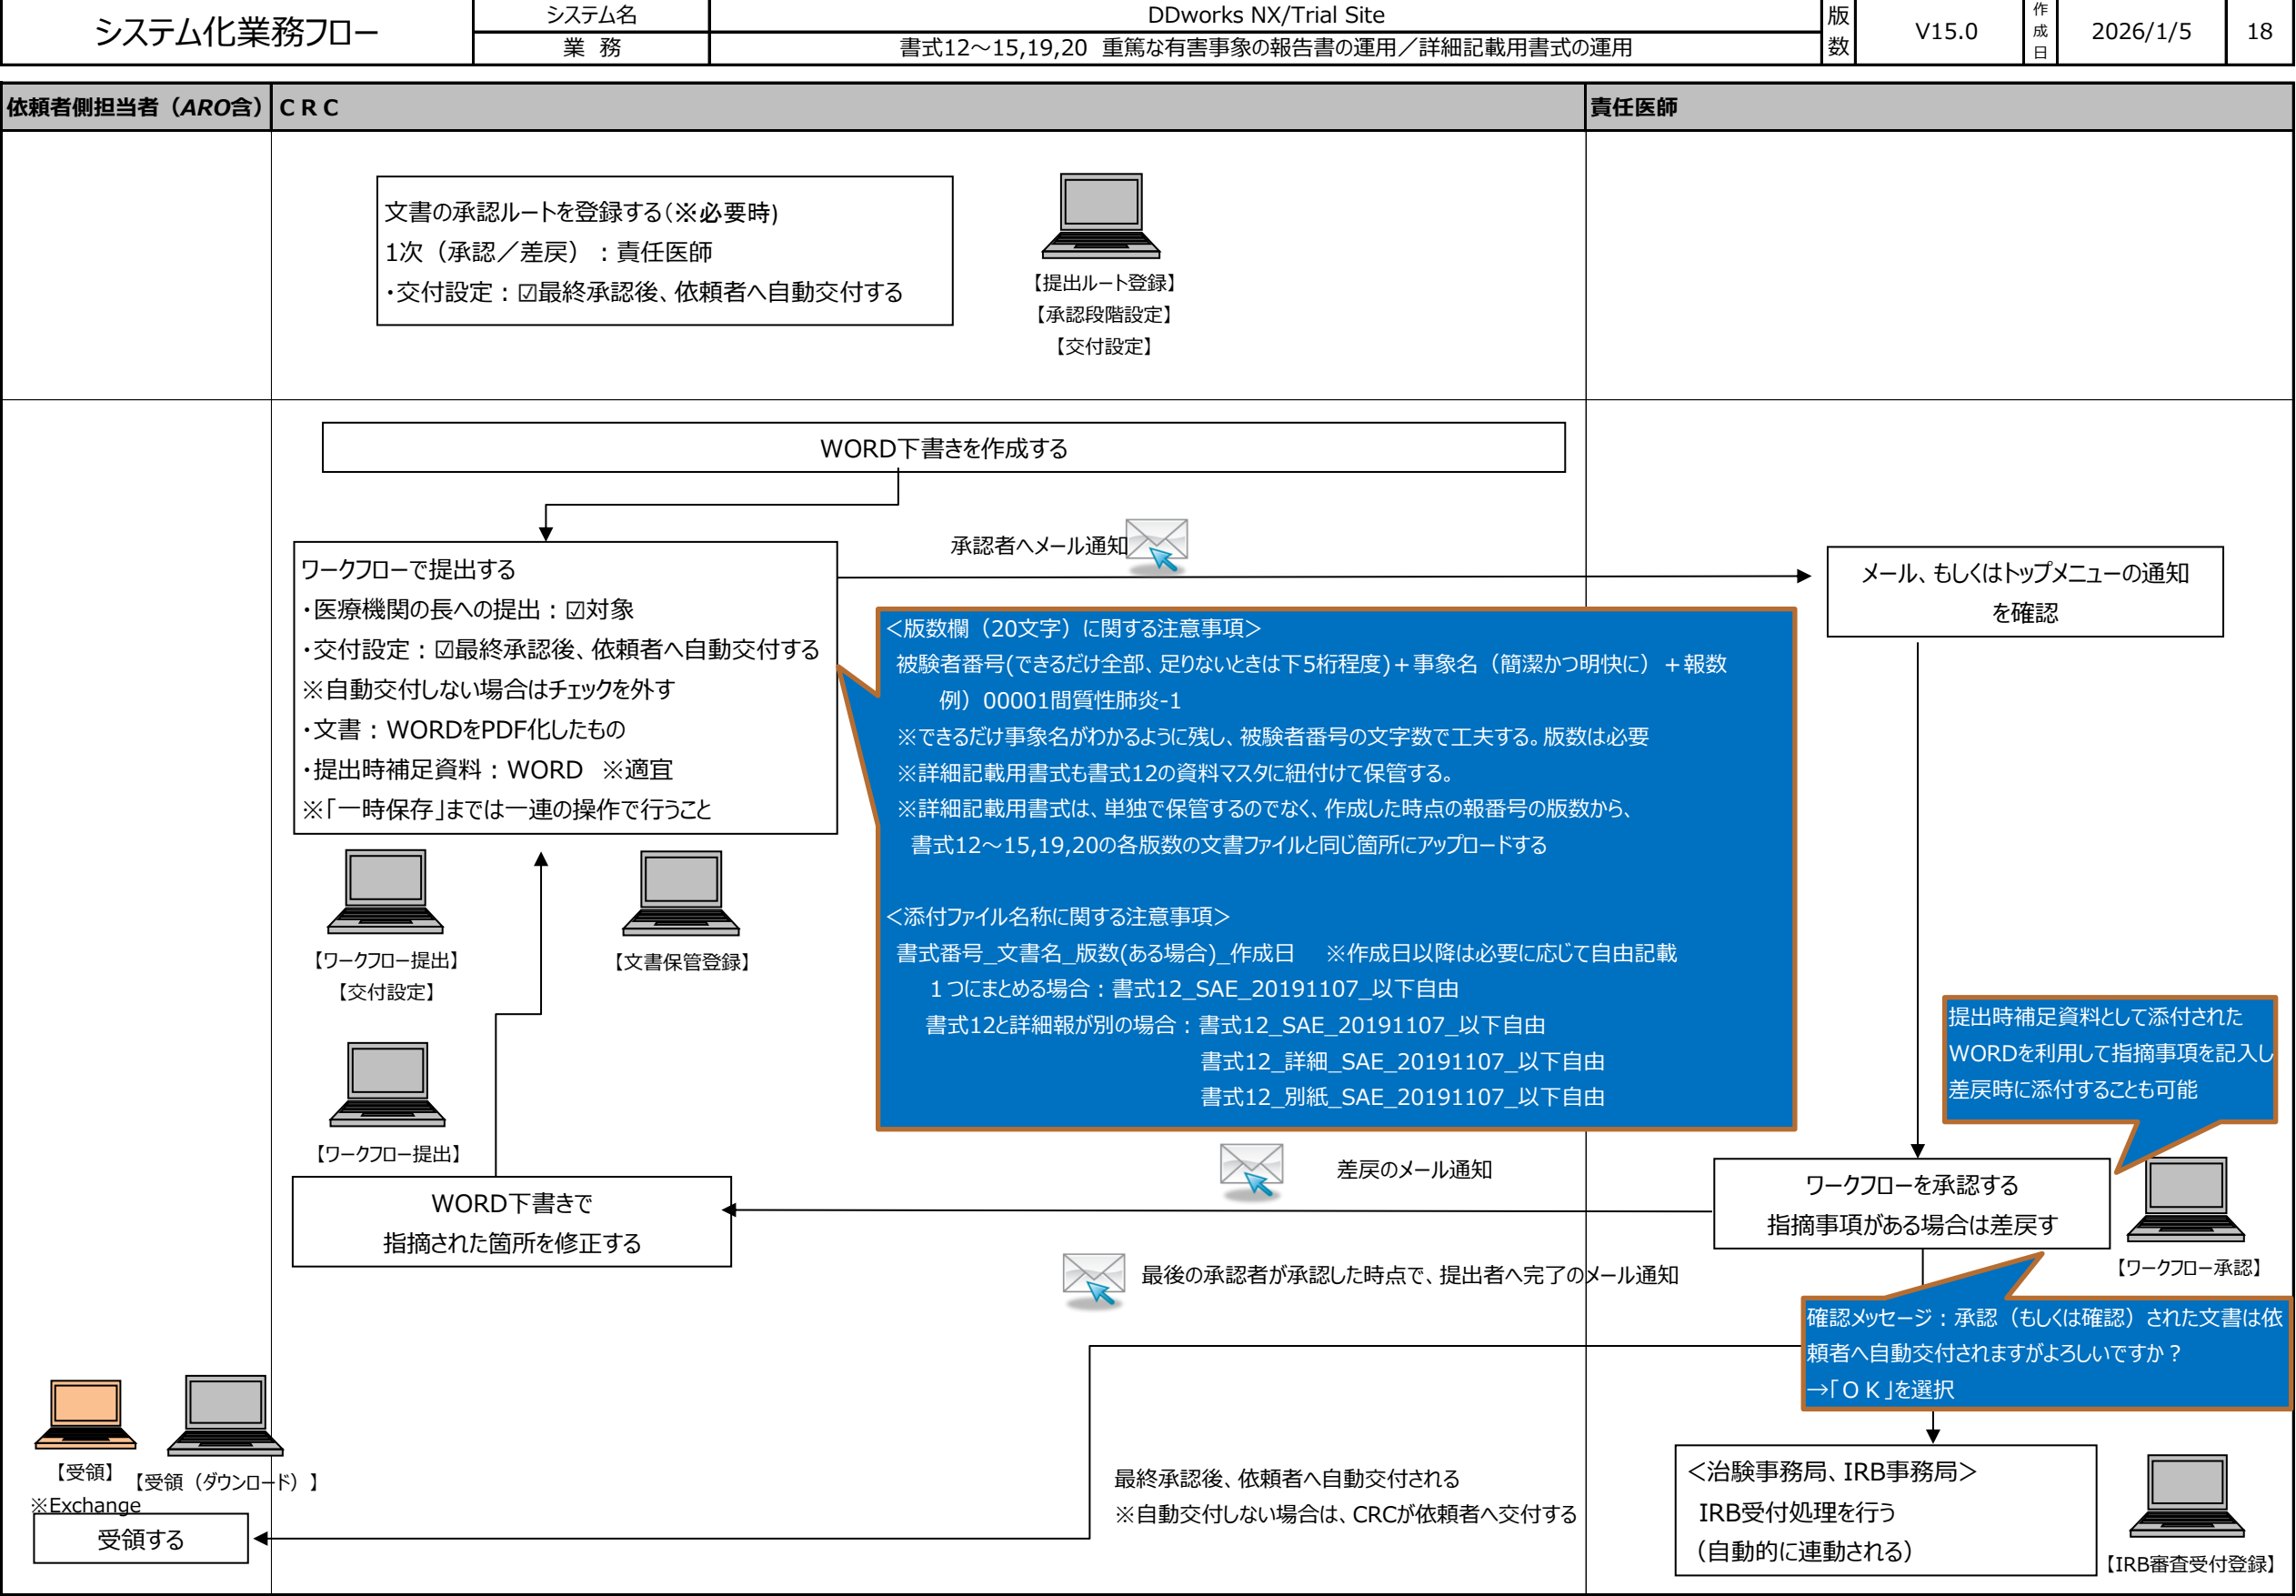 システム化業務フロー
システム名
DDworks NX/Trial Site
業 務
書式12～15,19,20 重篤な有害事象の報告書の運用／詳細記載用書式の運用
版数
V15.0
作成日
2026/1/5
18
依頼者側担当者（ARO含）
ＣＲＣ
責任医師
文書の承認ルートを登録する(※必要時)
1次（承認／差戻）：責任医師
・交付設定：☑最終承認後、依頼者へ自動交付する
【提出ルート登録】
【承認段階設定】
【交付設定】
WORD下書きを作成する
承認者へメール通知
ワークフローで提出する
・医療機関の長への提出：☑対象
・交付設定：☑最終承認後、依頼者へ自動交付する
※自動交付しない場合はチェックを外す
・文書：WORDをPDF化したもの
・提出時補足資料：WORD ※適宜
※「一時保存」までは一連の操作で行うこと
メール、もしくはトップメニューの通知
を確認
＜版数欄（20文字）に関する注意事項＞
被験者番号(できるだけ全部、足りないときは下5桁程度)＋事象名（簡潔かつ明快に）＋報数
例）00001間質性肺炎-1
※できるだけ事象名がわかるように残し、被験者番号の文字数で工夫する。版数は必要
※詳細記載用書式も書式12の資料マスタに紐付けて保管する。
※詳細記載用書式は、単独で保管するのでなく、作成した時点の報番号の版数から、
書式12～15,19,20の各版数の文書ファイルと同じ箇所にアップロードする
＜添付ファイル名称に関する注意事項＞
書式番号_文書名_版数(ある場合)_作成日 ※作成日以降は必要に応じて自由記載
１つにまとめる場合：書式12_SAE_20191107_以下自由
書式12と詳細報が別の場合：書式12_SAE_20191107_以下自由
書式12_詳細_SAE_20191107_以下自由
書式12_別紙_SAE_20191107_以下自由
【ワークフロー提出】
【交付設定】
【文書保管登録】
【ワークフロー提出】
提出時補足資料として添付された
WORDを利用して指摘事項を記入し
差戻時に添付することも可能
差戻のメール通知
WORD下書きで
指摘された箇所を修正する
ワークフローを承認する
指摘事項がある場合は差戻す
【ワークフロー承認】
最後の承認者が承認した時点で、提出者へ完了のメール通知
確認メッセージ：承認（もしくは確認）された文書は依
頼者へ自動交付されますがよろしいですか？
→「ＯＫ」を選択
【受領】
【受領（ダウンロード）】
※Exchange
受領する
最終承認後、依頼者へ自動交付される
※自動交付しない場合は、CRCが依頼者へ交付する
＜治験事務局、IRB事務局＞
IRB受付処理を行う
（自動的に連動される）
【IRB審査受付登録】